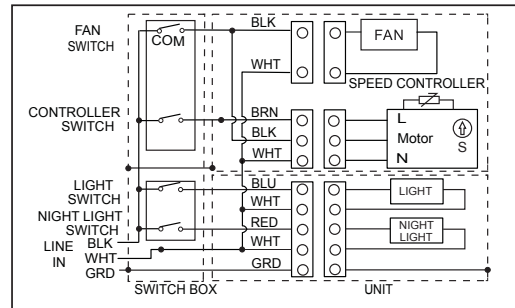 FAN
SWITCH
COM
BLK
FAN
WHT
SPEED CONTROLLER
CONTROLLER
SWITCH
BRN
L
BLK
Motor
S
WHT
N
LIGHT
SWITCH
BLU
LIGHT
WHT
NIGHT LIGHT
SWITCH
RED
NIGHT
LIGHT
LINE
IN
BLK
WHT
WHT
GRD
GRD
SWITCH BOX
UNIT